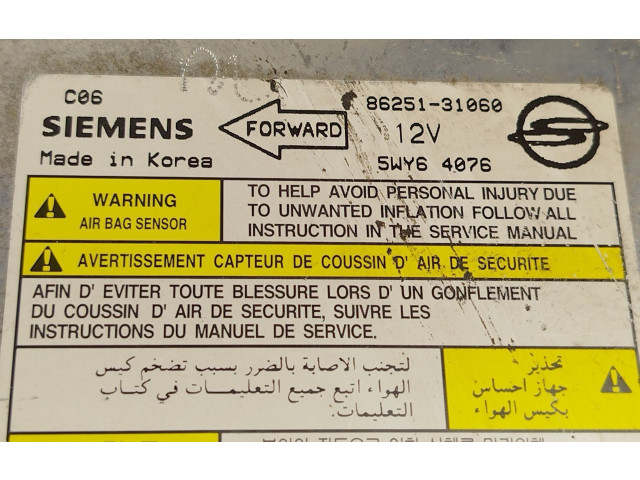 C06
SIEMENS
FORWARD
86251-31060
12V
Made in Korea
5WY6 4076
WARNING
AIR BAG SENSOR
TO HELP AVOID PERSONAL INJURY DUE
TO UNWANTED INFLATION FOLLOW ALL
INSTRUCTION IN THE SERVICE MANUAL
AVERTISSEMENT CAPTEUR DE COUSSIN D' AIR DE SECURITE
AFIN D' EVITER TOUTE BLESSURE LORS D' UN GONFLEMENT
DU COUSSIN D' AIR DE SECURITE, SUIVRE LES
INSTRUCTIONS DU MANUEL DE SERVICE.
تحذير
جهاز احساس
بكيس الهواء
لتجنب الاصابة بالضرر بسبب تضخم كيس
الهواء اتبع جميع التعليمات في كتاب
التعليمات: